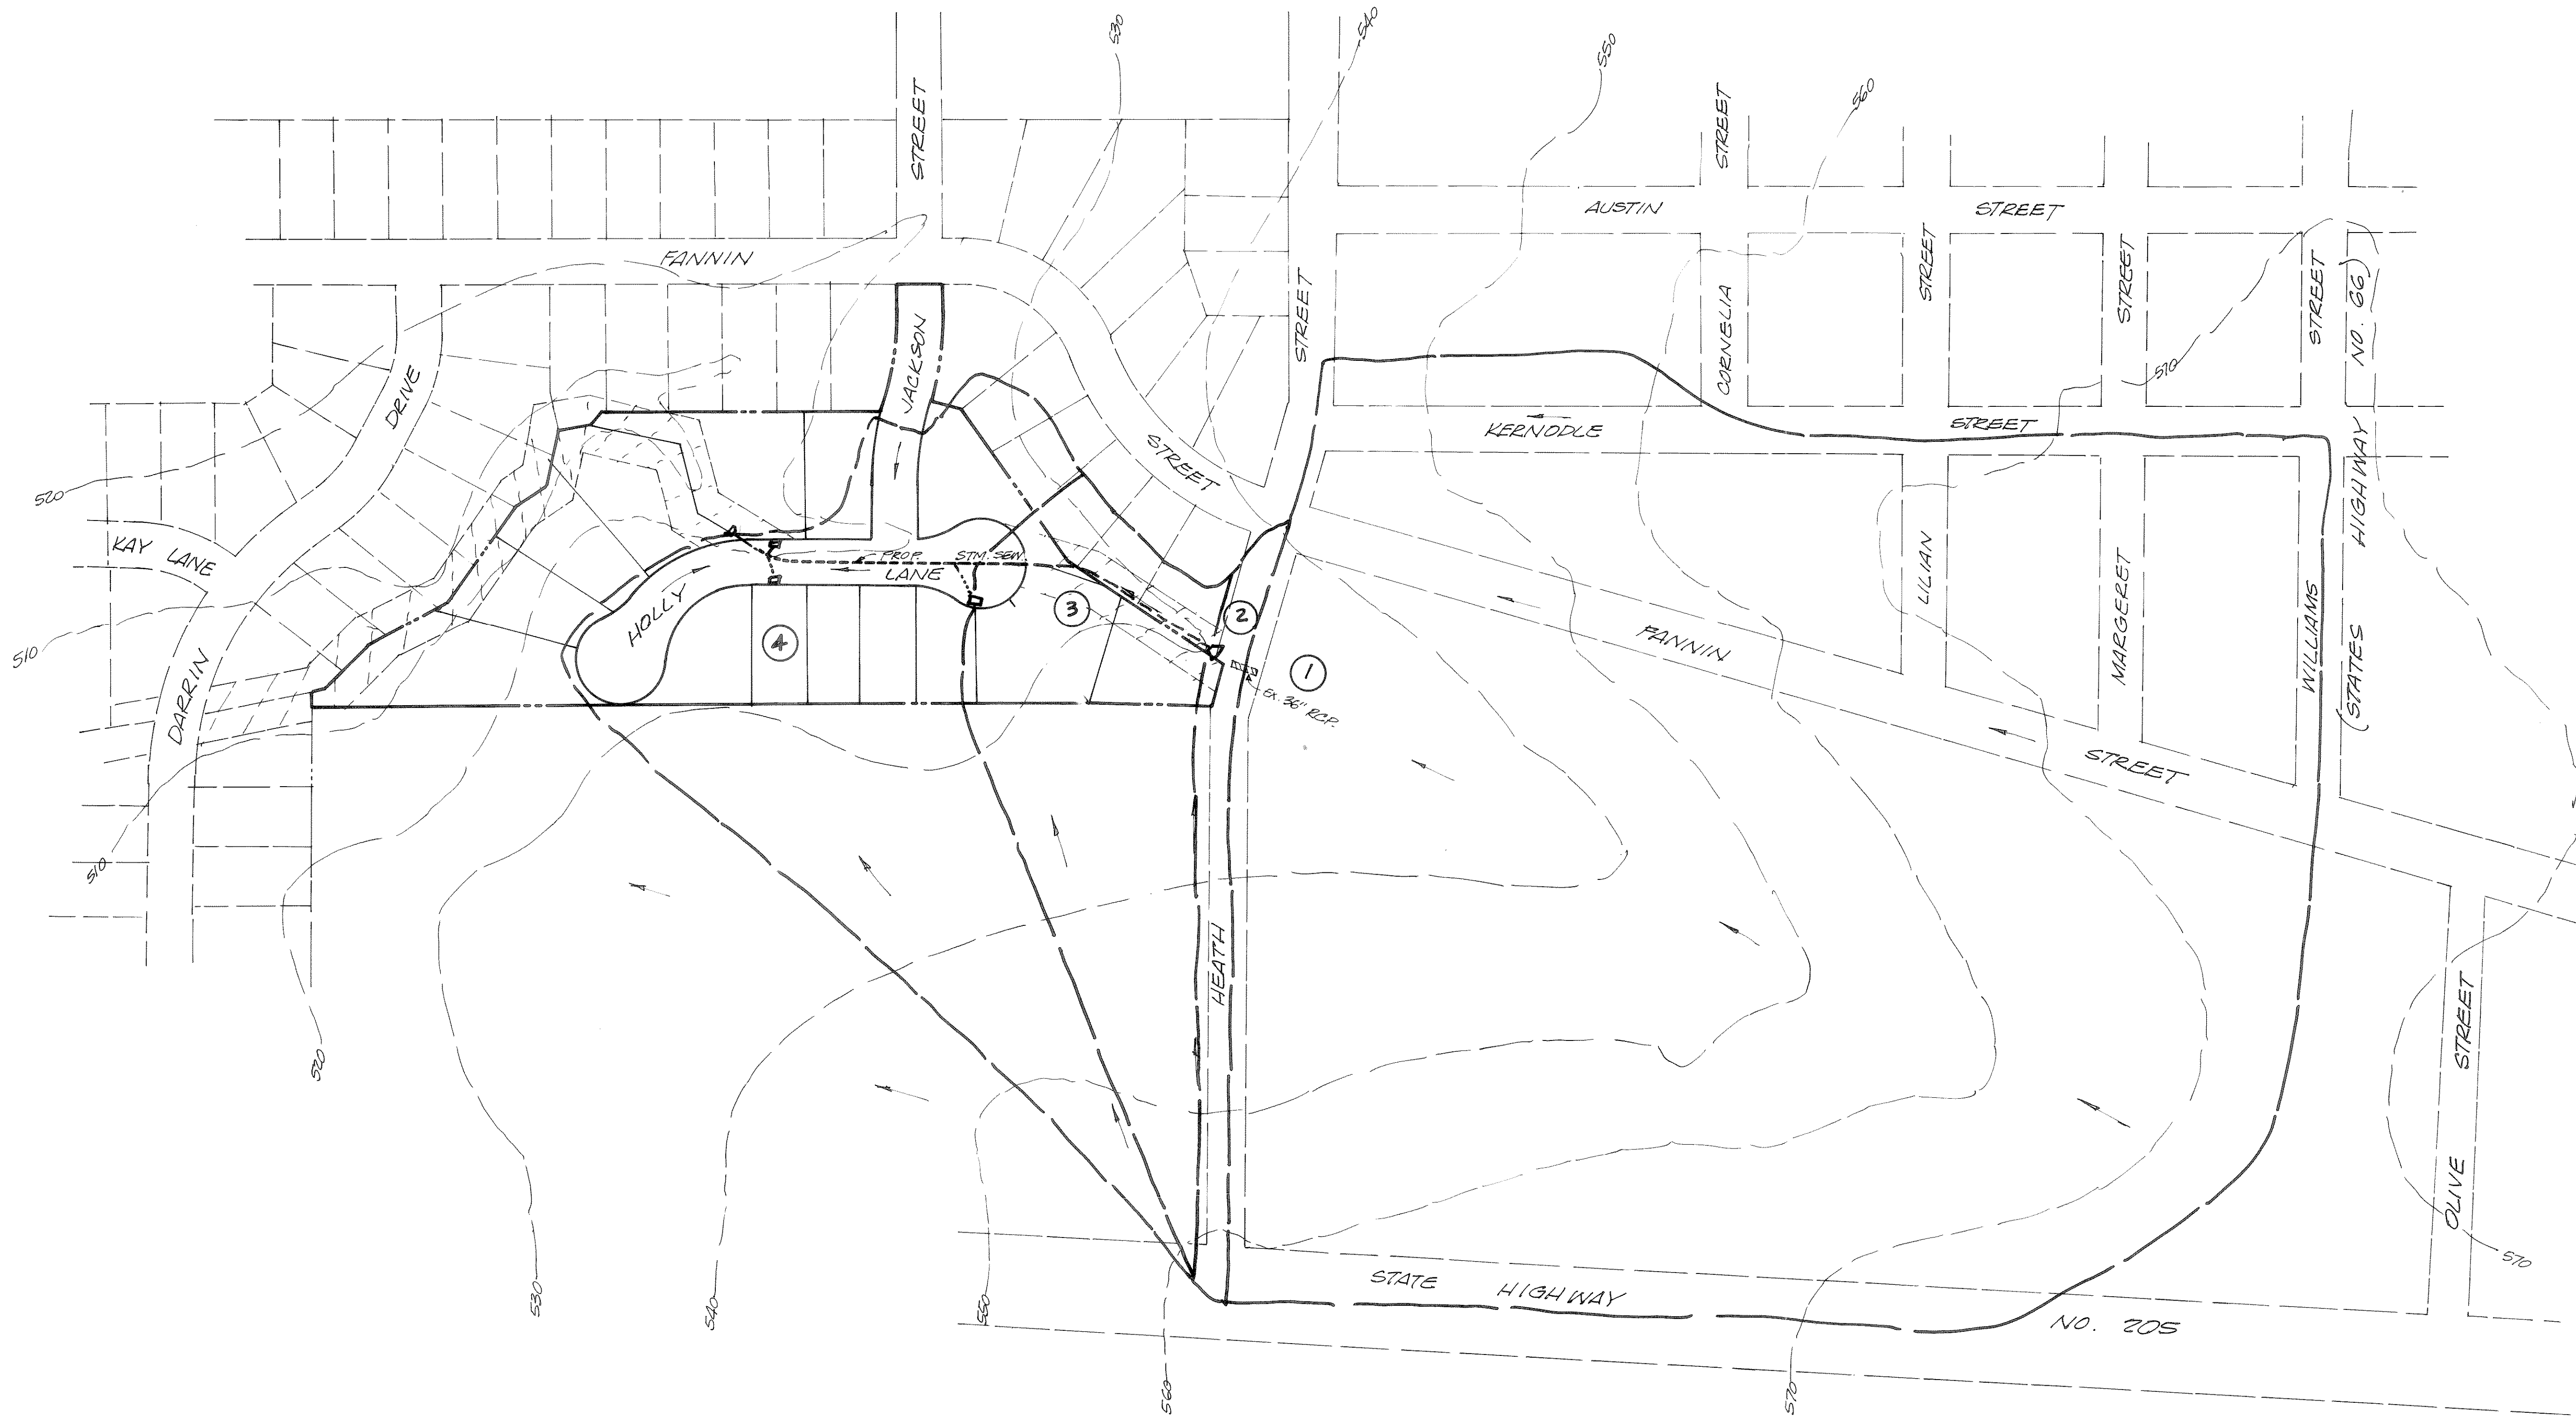 530
540
550
560
STREET
STREET
AUSTIN STREET
FANNIN
STREET
STREET
STREET
STREET
CORNELIA
JACKSON
NO. 66)
570
DRIVE
KERNODLE STREET
STREET
HIGHWAY
520
KAY LANE
PROP. STM. SEW.
LANE
HOLLY
LILIAN
MARGERET
WILLIAMS
(STATES
3
2
4
1
510
FANNIN
EX. 36" RCP.
DARRIN
STREET
510
HEATH
STREET
520
OLIVE
570
STATE HIGHWAY
NO. 205
530
540
550
560
570